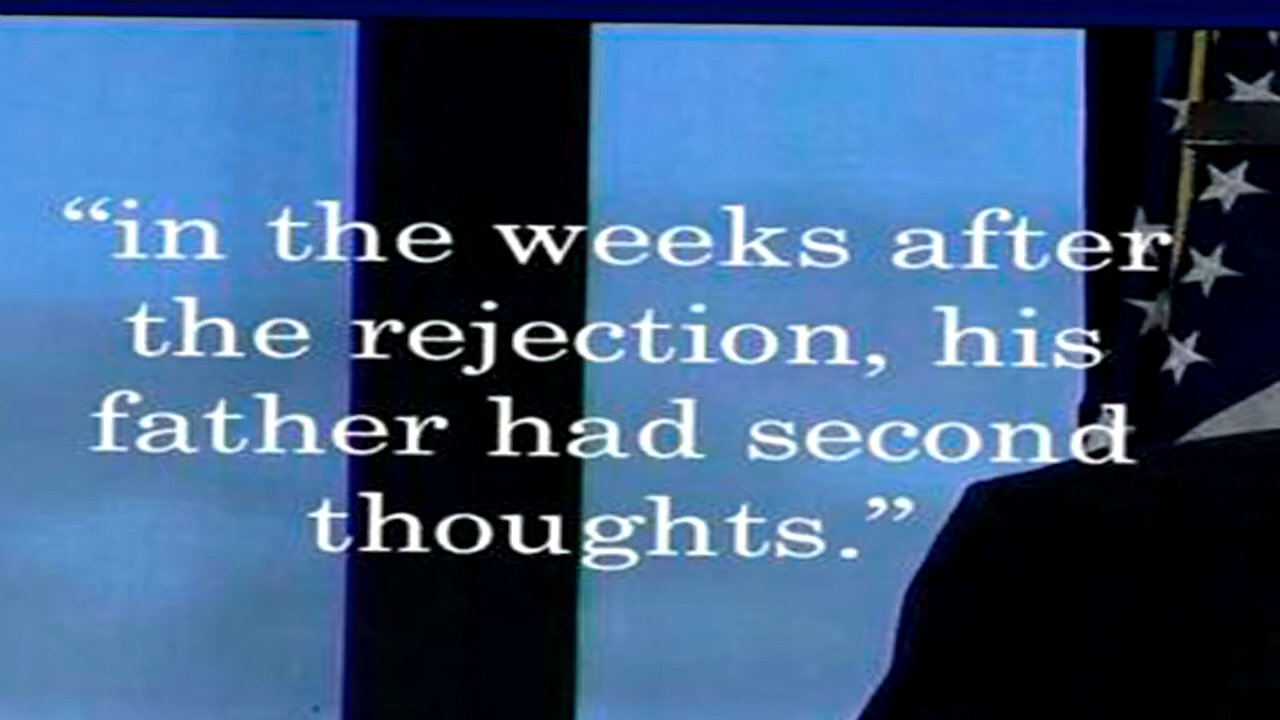 “in the weeks after
the rejection, his
father had second
thoughts.”